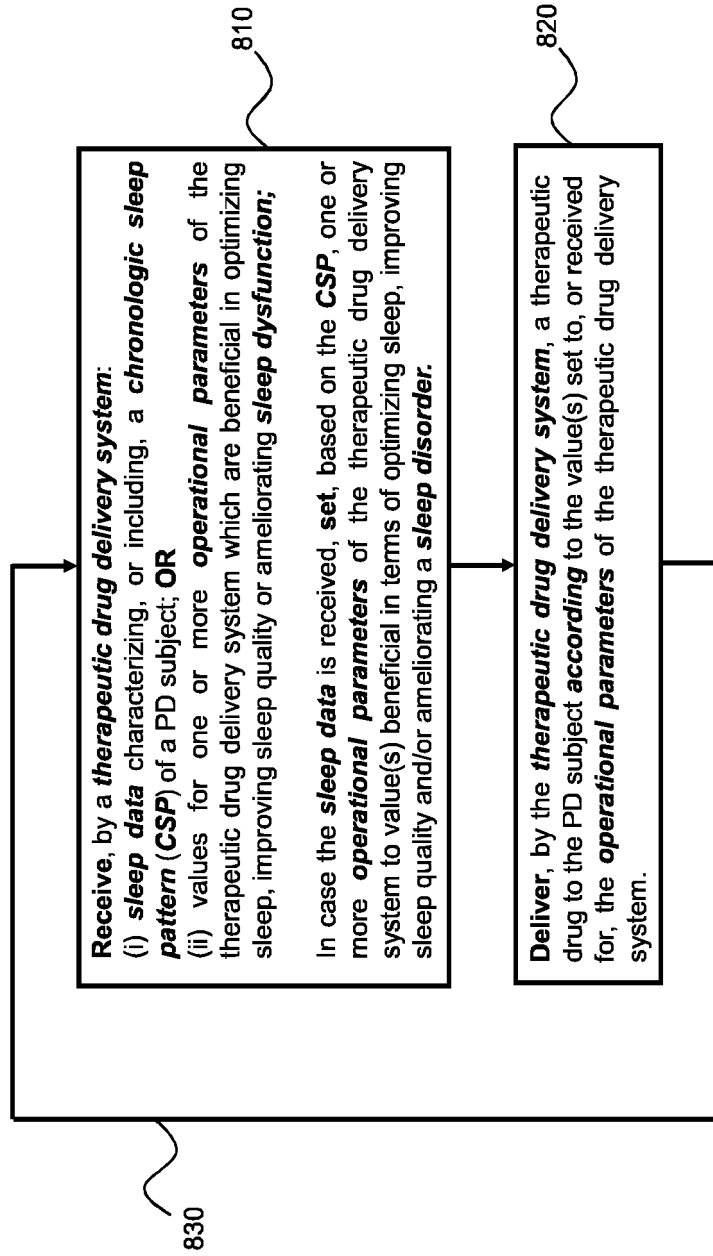 Receive, by a therapeutic drug delivery system:
(i) sleep data characterizing, or including, a chronologic sleep
pattern (CSP) of a PD subject; OR
(ii) values for one or more operational parameters of the
therapeutic drug delivery system which are beneficial in optimizing
sleep, improving sleep quality or ameliorating sleep dysfunction;
In case the sleep data is received, set, based on the CSP, one or
more operational parameters of the therapeutic drug delivery
system to value(s) beneficial in terms of optimizing sleep, improving
sleep quality and/or ameliorating a sleep disorder.
810
Deliver, by the therapeutic drug delivery system, a therapeutic
drug to the PD subject according to the value(s) set to, or received
for, the operational parameters of the therapeutic drug delivery
system.
820
830